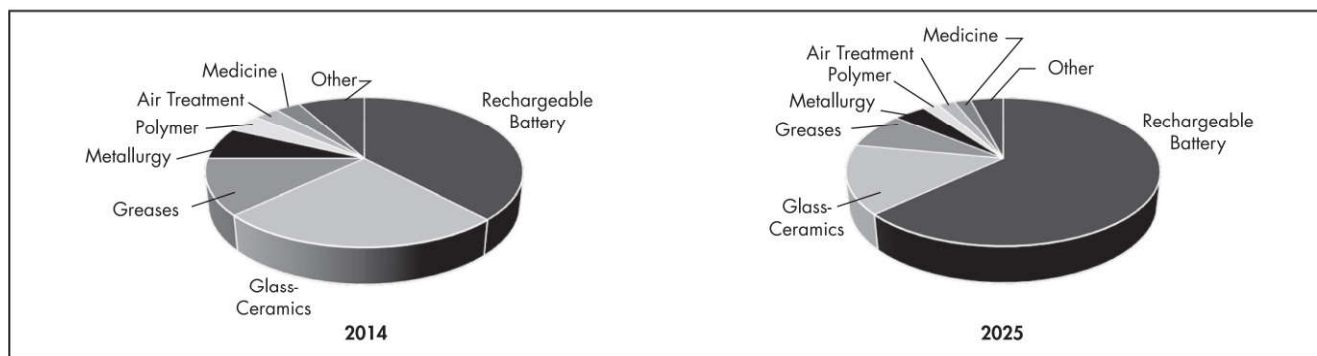 Medicine
Other
Air Treatment
Polymer
Metallurgy
Greases
Rechargeable
Battery
Glass-
Ceramics
2014
Medicine
Air Treatment
Other
Polymer
Metallurgy
Greases
Rechargeable
Battery
Glass-
Ceramics
2025